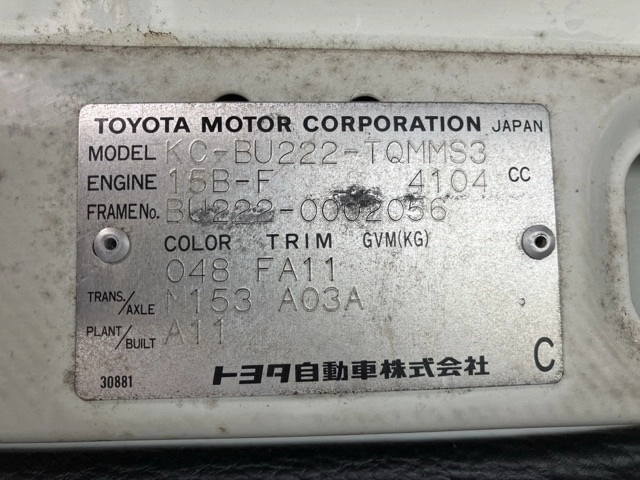 TOYOTA MOTOR CORPORATION JAPAN
MODEL KC-BU222-TQMMS3
ENGINE 15B-F 4104 CC
FRAME No. BU222-0002056
COLOR TRIM GVM(KG)
048 FA11
TRANS./AXLE M153 A03A
PLANT/BUILT A11
30881 トヨタ自動車株式会社 C